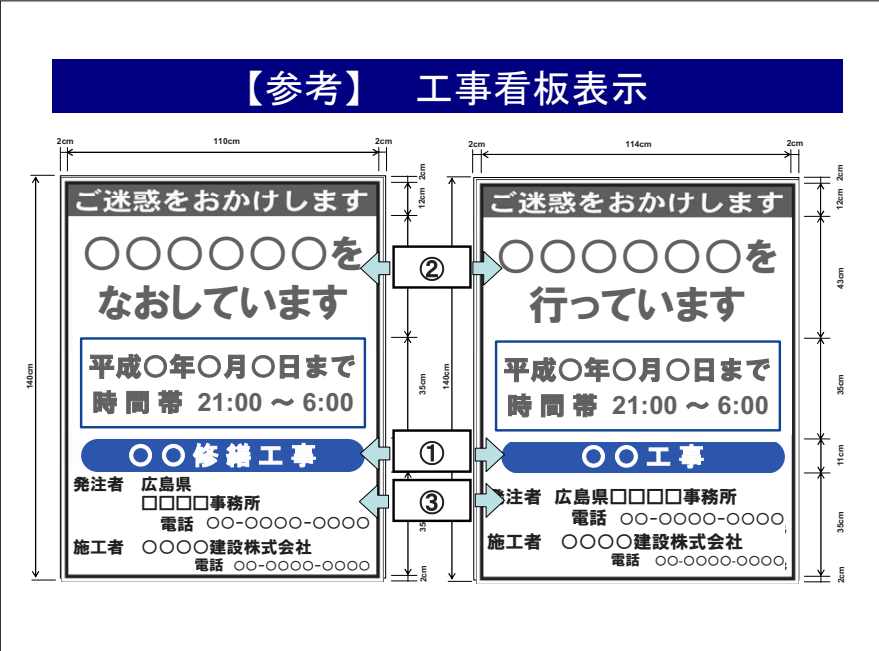 【参考】　工事看板表示
2cm 110cm 2cm
2cm 114cm 2cm
140cm
ご迷惑をおかけします
〇〇〇〇〇〇を
なおしています
平成〇年〇月〇日まで
時間帯 21:00 ～ 6:00
〇〇修繕工事
発注者　広島県
□□□□事務所
電話 〇〇-〇〇〇〇-〇〇〇〇
施工者　〇〇〇〇建設株式会社
電話 〇〇-〇〇〇〇-〇〇〇〇
2cm
12cm
35cm
35
2cm
②
①
③
140cm
ご迷惑をおかけします
〇〇〇〇〇〇を
行っています
平成〇年〇月〇日まで
時間帯 21:00 ～ 6:00
〇〇工事
発注者　広島県□□□□事務所
電話 〇〇-〇〇〇〇-〇〇〇〇
施工者　〇〇〇〇建設株式会社
電話 〇〇-〇〇〇〇-〇〇〇〇
2cm
12cm
43cm
35cm
11cm
35cm
2cm